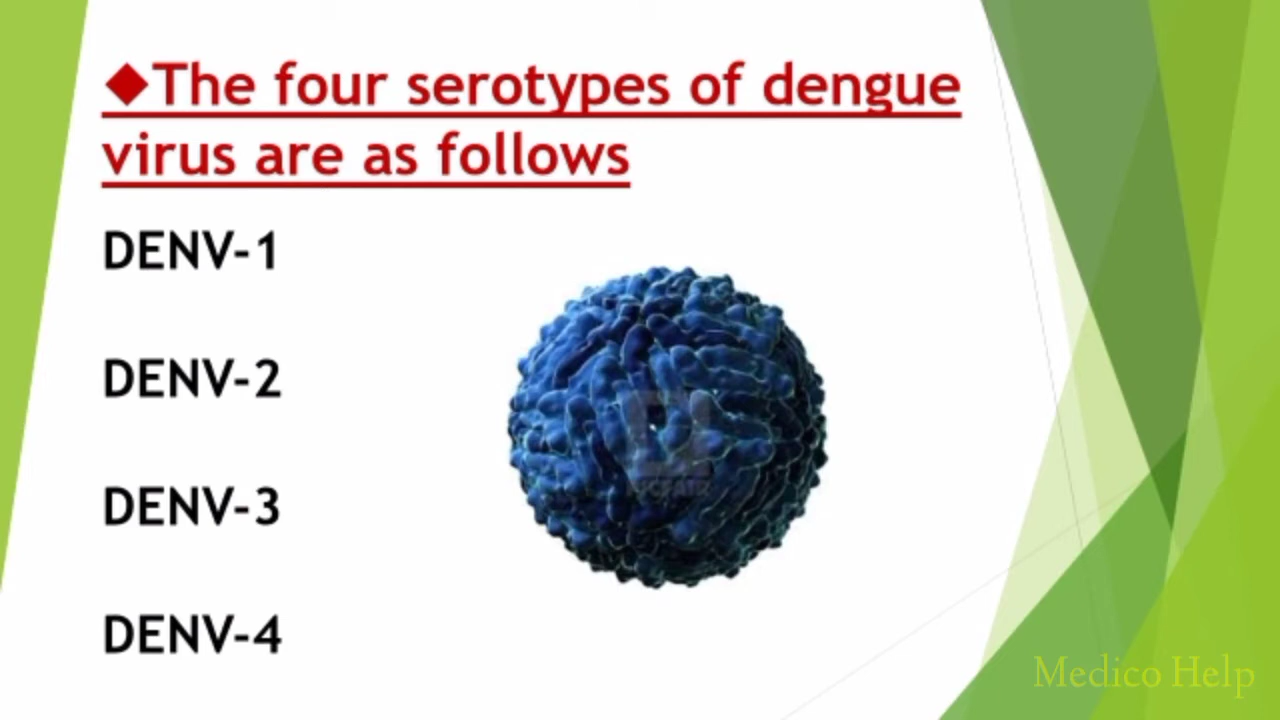 ◆The four serotypes of dengue
virus are as follows
DENV-1
DENV-2
DENV-3
DENV-4
Medico Help